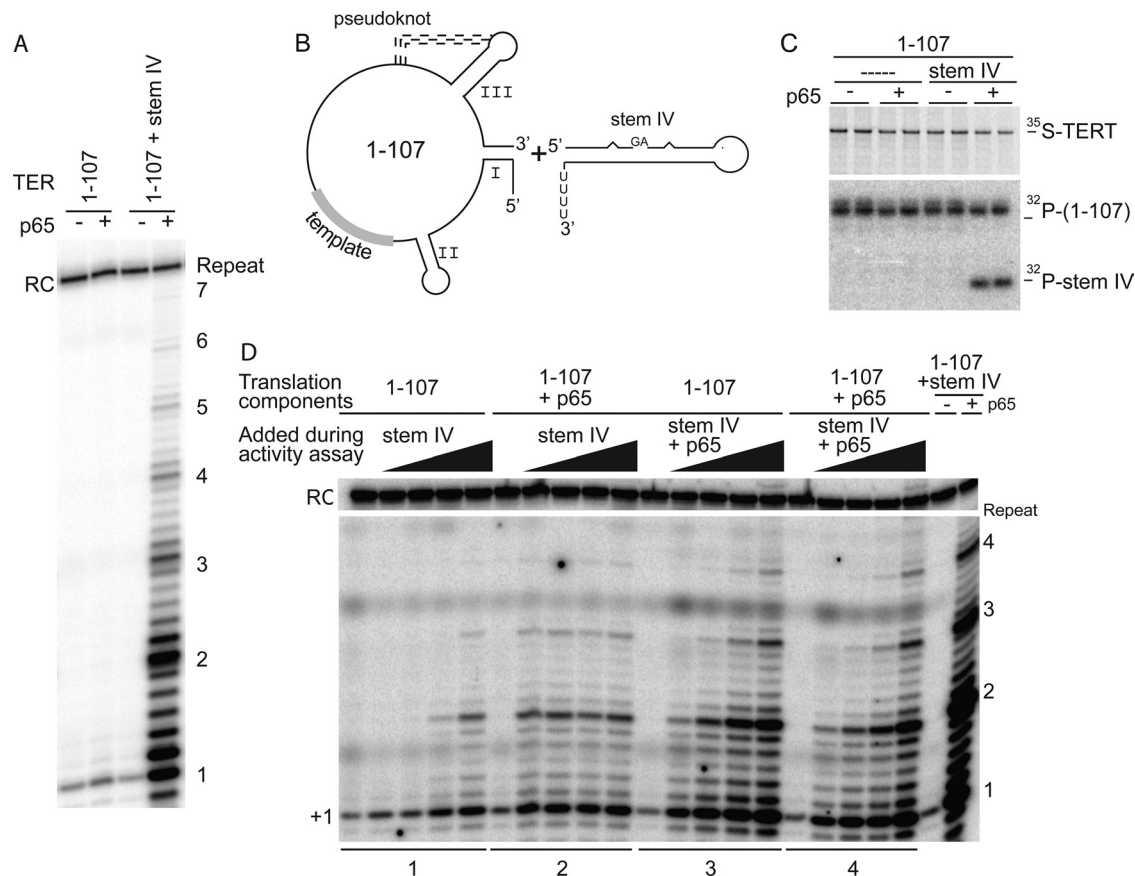 A
TER
1-107
1-107 + stem IV
p65
- + - +
RC
Repeat
7
6
5
4
3
2
1
B
pseudoknot
III
1-107
3'
I
5'
template
II
+
stem IV
5'
GA
U
U
U
U
3'
C
1-107
----- stem IV
p65 - + - +
35S-TERT
32P-(1-107)
32P-stem IV
D
Translation components
1-107
1-107 + p65
1-107
1-107 + p65
1-107 +stem IV
- + p65
Added during activity assay
stem IV
stem IV
stem IV + p65
stem IV + p65
RC
Repeat
4
3
2
1
+1
1 2 3 4